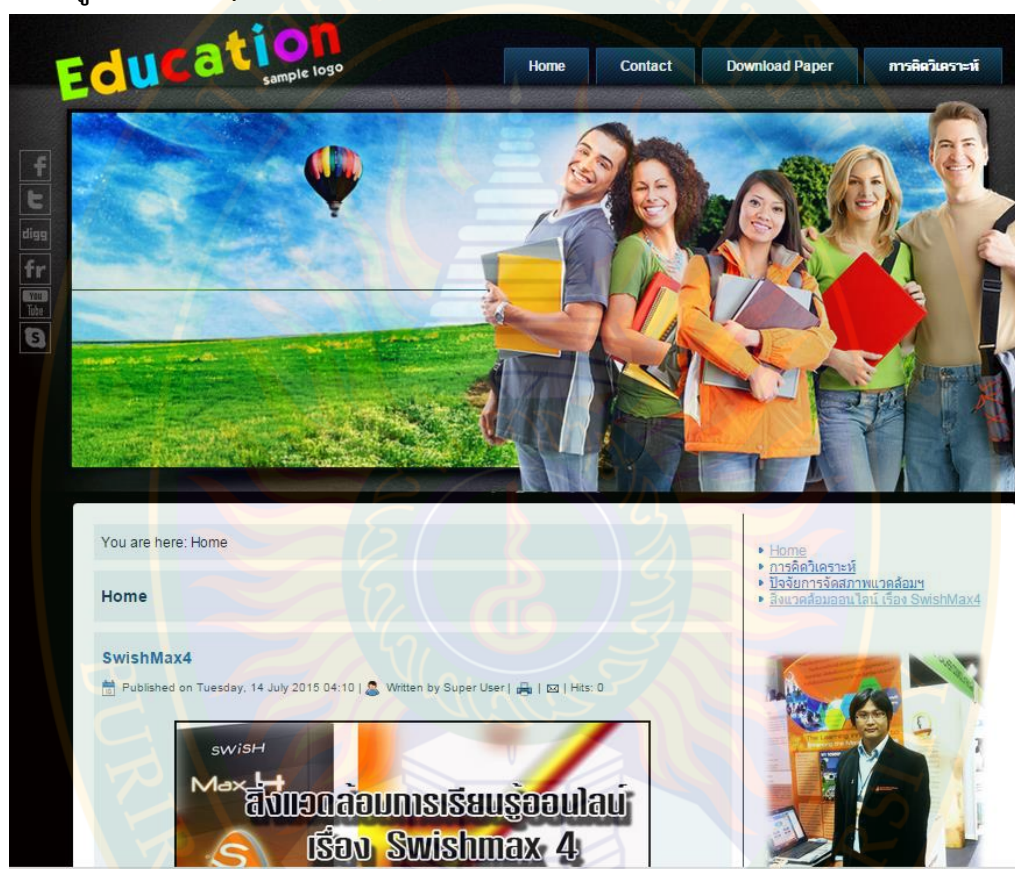 Education
sample logo
Home
Contact
Download Paper
การคิดวิเคราะห์
digg
fr
You
Tube
You are here: Home
Home
SwishMax4
Published on Tuesday, 14 July 2015 04:10 | Written by Super User | | | Hits: 0
Home
การคิดวิเคราะห์
ปัจจัยการจัดสภาพแวดล้อมฯ
สิ่งแวดล้อมออนไลน์ เรื่อง SwishMax4
swiSH
Max 4
สิ่งแวดล้อมการเรียนรู้ออนไลน์
เรื่อง Swishmax 4